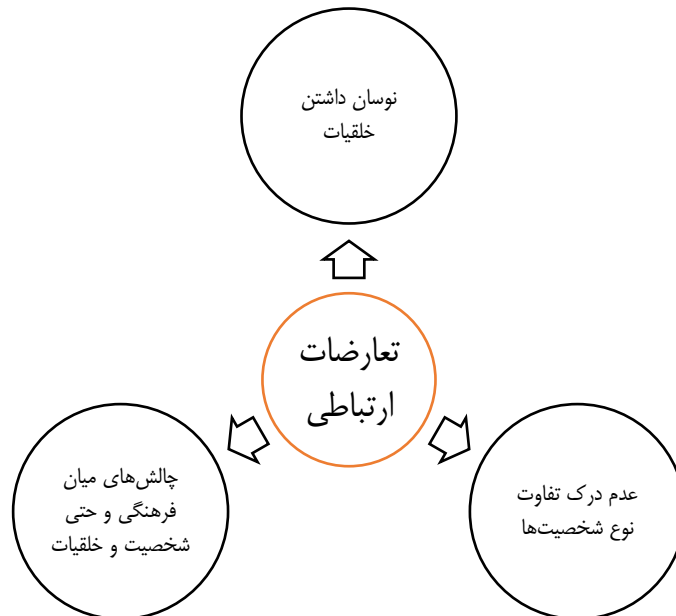 نوسان داشتن
خلقیات
تعارضات
ارتباطی
عدم درک تفاوت
نوع شخصیت‌ها
چالش‌های میان
فرهنگی و حتی
شخصیت و خلقیات